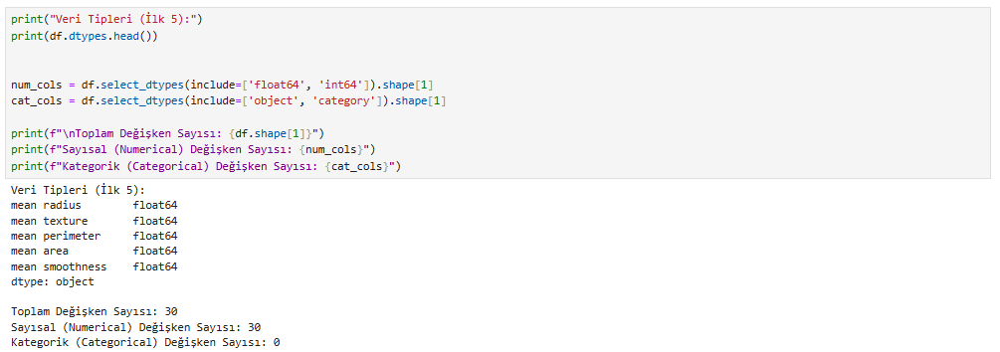 print("Veri Tipleri (İlk 5):")
print(df.dtypes.head())
num_cols = df.select_dtypes(include=['float64', 'int64']).shape[1]
cat_cols = df.select_dtypes(include=['object', 'category']).shape[1]
print(f"\nToplam Değişken Sayısı: {df.shape[1]}")
print(f"Sayısal (Numerical) Değişken Sayısı: {num_cols}")
print(f"Kategorik (Categorical) Değişken Sayısı: {cat_cols}")
Veri Tipleri (İlk 5):
mean radius        float64
mean texture       float64
mean perimeter     float64
mean area          float64
mean smoothness    float64
dtype: object
Toplam Değişken Sayısı: 30
Sayısal (Numerical) Değişken Sayısı: 30
Kategorik (Categorical) Değişken Sayısı: 0